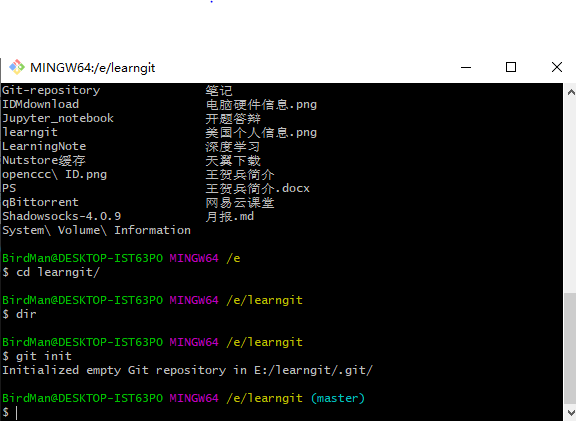 MINGW64:/e/learngit
Git-repository 笔记
IDMdownload 电脑硬件信息.png
Jupyter_notebook 开题答辩
learngit 美国个人信息.png
LearningNote 深度学习
Nutstore缓存 天翼下载
openccc\ ID.png 王贺兵简介
PS 王贺兵简介.docx
qBittorrent 网易云课堂
Shadowsocks-4.0.9 月报.md
System\ Volume\ Information
BirdMan@DESKTOP-IST63PO MINGW64 /e
$ cd learngit/
BirdMan@DESKTOP-IST63PO MINGW64 /e/learngit
$ dir
BirdMan@DESKTOP-IST63PO MINGW64 /e/learngit
$ git init
Initialized empty Git repository in E:/learngit/.git/
BirdMan@DESKTOP-IST63PO MINGW64 /e/learngit (master)
$